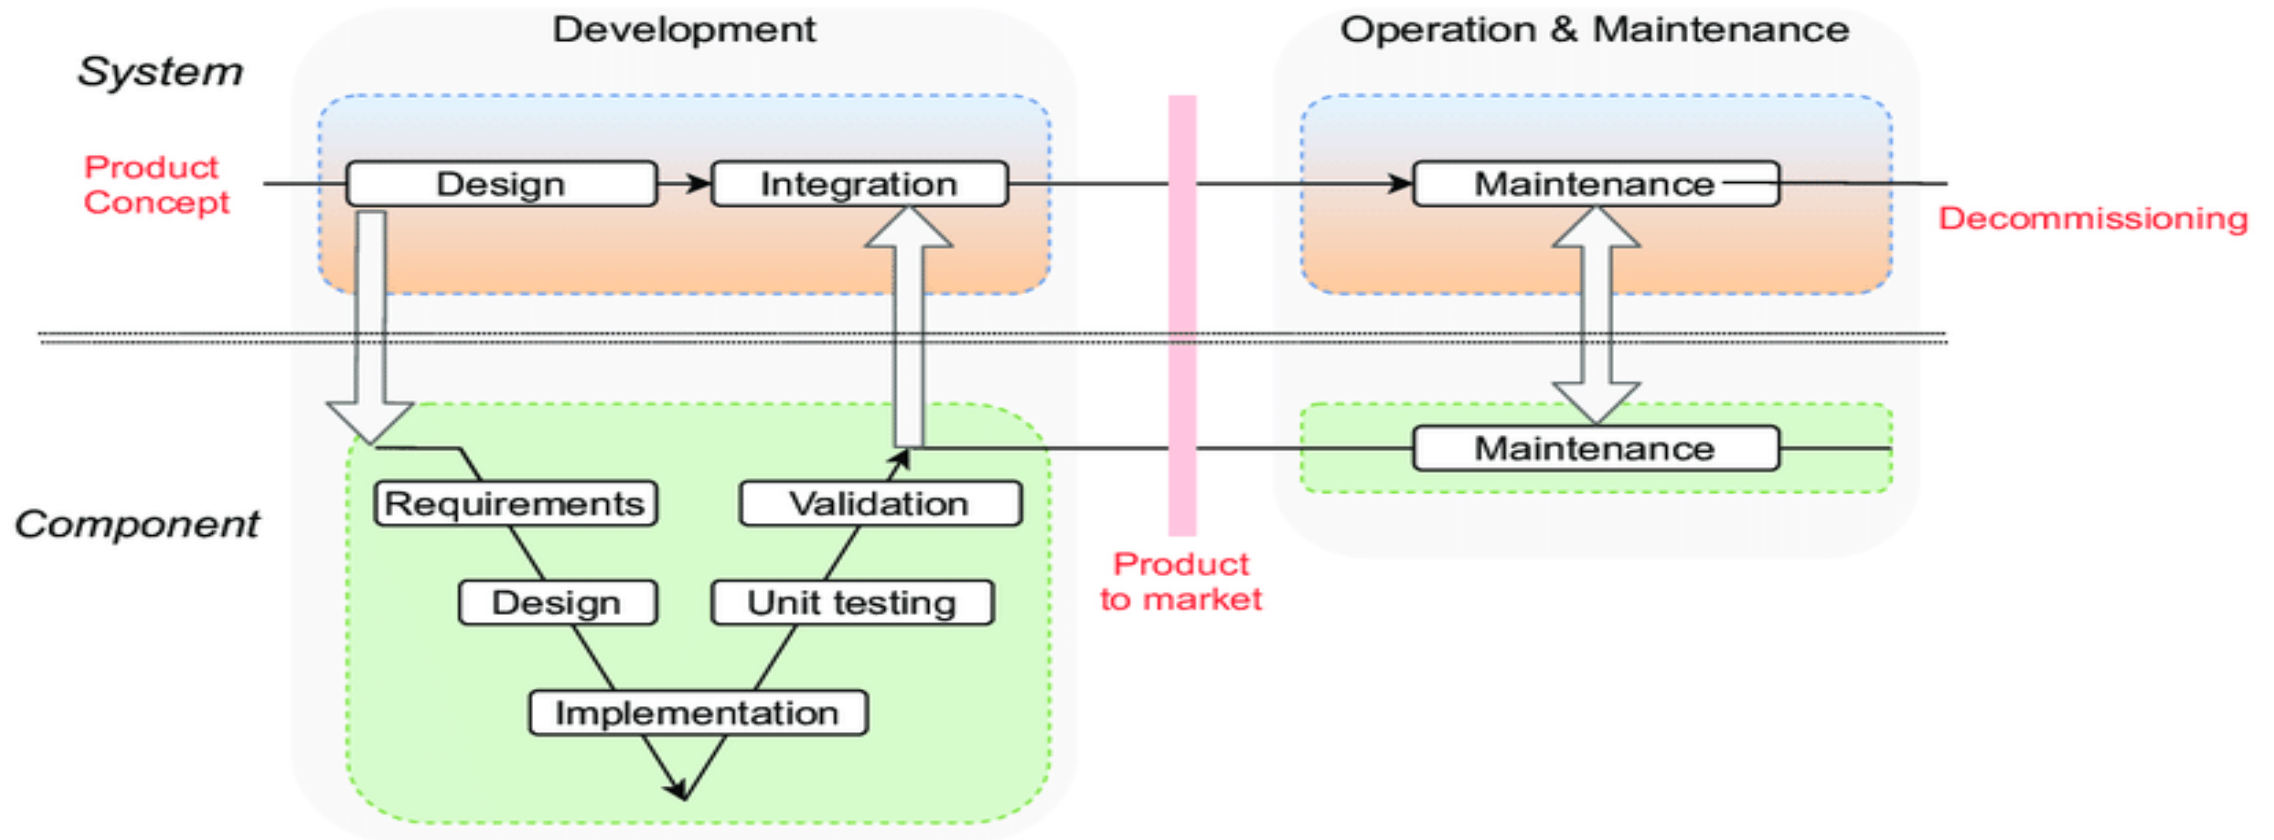 Development
Operation & Maintenance
System
Product
Concept
Design
Integration
Maintenance
Decommissioning
Maintenance
Component
Requirements
Validation
Design
Unit testing
Implementation
Product
to market